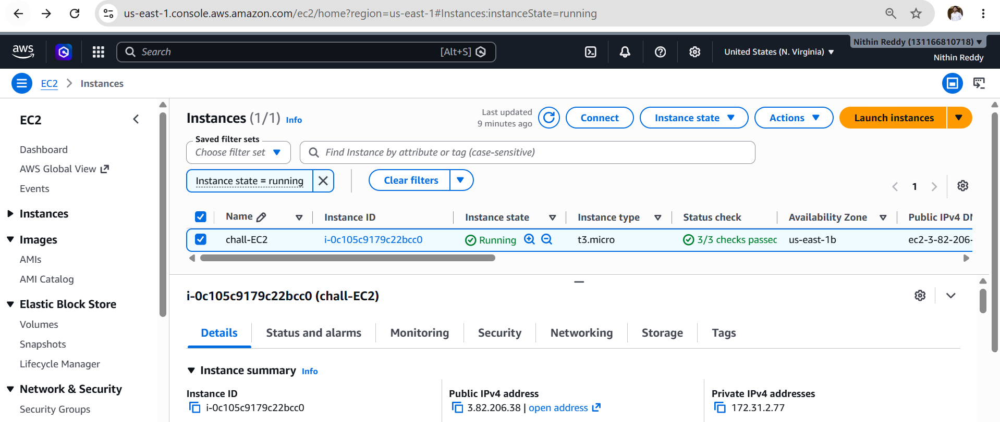 us-east-1.console.aws.amazon.com/ec2/home?region=us-east-1#Instances:instanceState=running
aws
Search
[Alt+S]
United States (N. Virginia)
Nithin Reddy (131166810718)
Nithin Reddy
EC2
Instances
EC2
Dashboard
AWS Global View
Events
Instances
Images
AMIs
AMI Catalog
Elastic Block Store
Volumes
Snapshots
Lifecycle Manager
Network & Security
Security Groups
Instances (1/1) Info
Last updated
9 minutes ago
Connect
Instance state
Actions
Launch instances
Saved filter sets
Choose filter set
Find Instance by attribute or tag (case-sensitive)
Instance state = running
Clear filters
1
Name Instance ID Instance state Instance type Status check Availability Zone Public IPv4 DN
chall-EC2 i-0c105c9179c22bcc0 Running t3.micro 3/3 checks passed us-east-1b ec2-3-82-206-
i-0c105c9179c22bcc0 (chall-EC2)
Details Status and alarms Monitoring Security Networking Storage Tags
Instance summary Info
Instance ID
i-0c105c9179c22bcc0
Public IPv4 address
3.82.206.38 | open address
Private IPv4 addresses
172.31.2.77